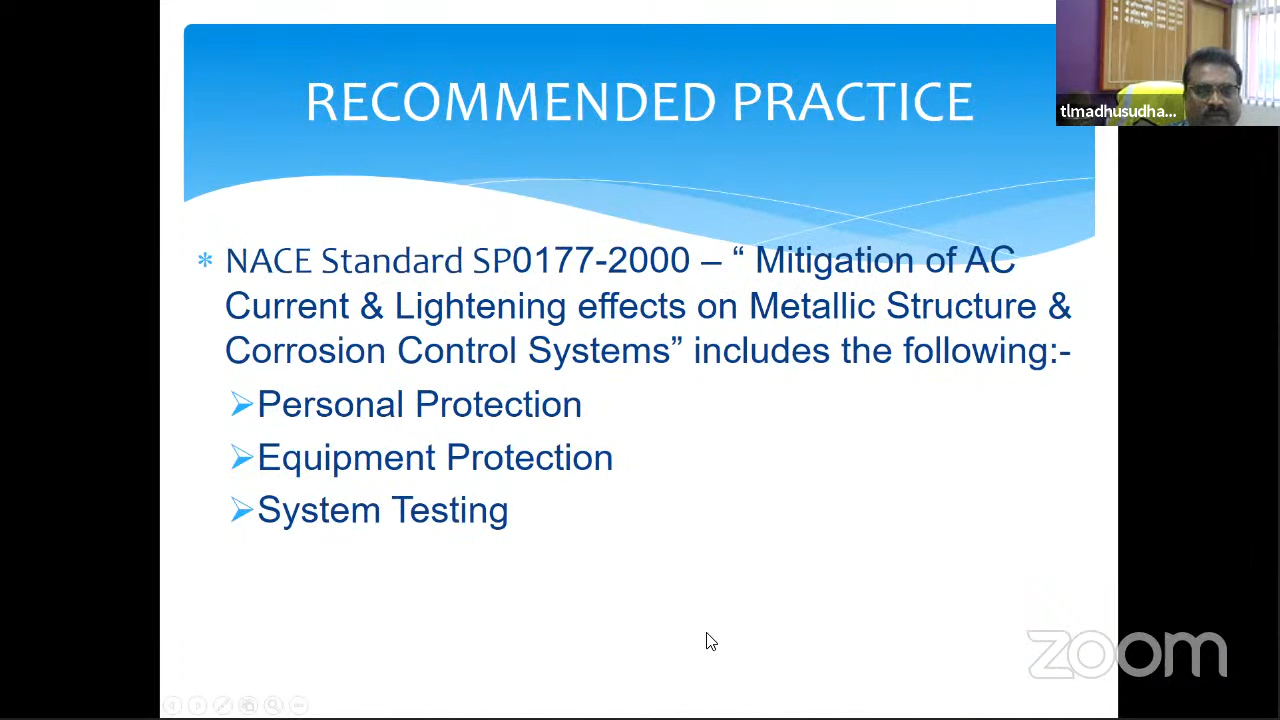 RECOMMENDED PRACTICE
tlmadhusudha...
NACE Standard SP0177-2000 – “ Mitigation of AC
Current & Lightening effects on Metallic Structure &
Corrosion Control Systems” includes the following:-
Personal Protection
Equipment Protection
System Testing
zoom